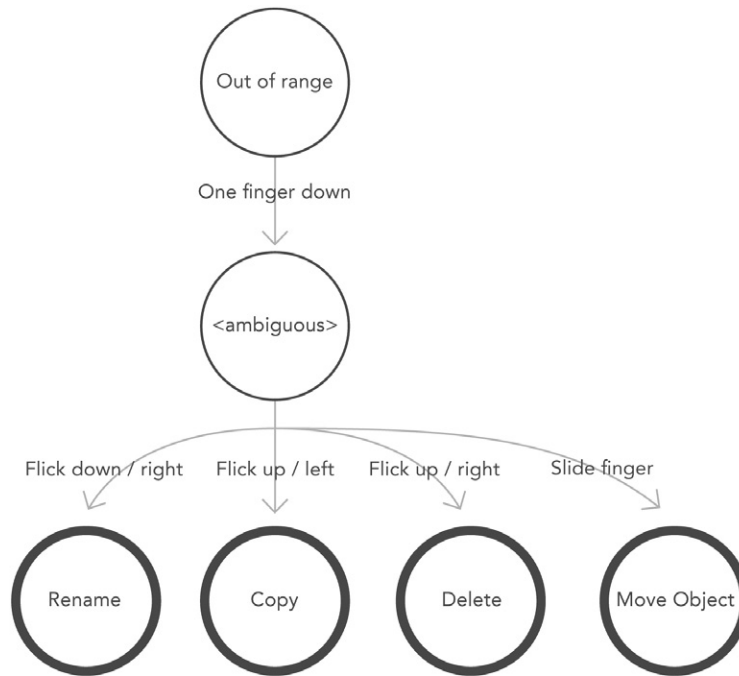 Out of range
One finger down
<ambiguous>
Flick down / right
Flick up / left
Flick up / right
Slide finger
Rename
Copy
Delete
Move Object